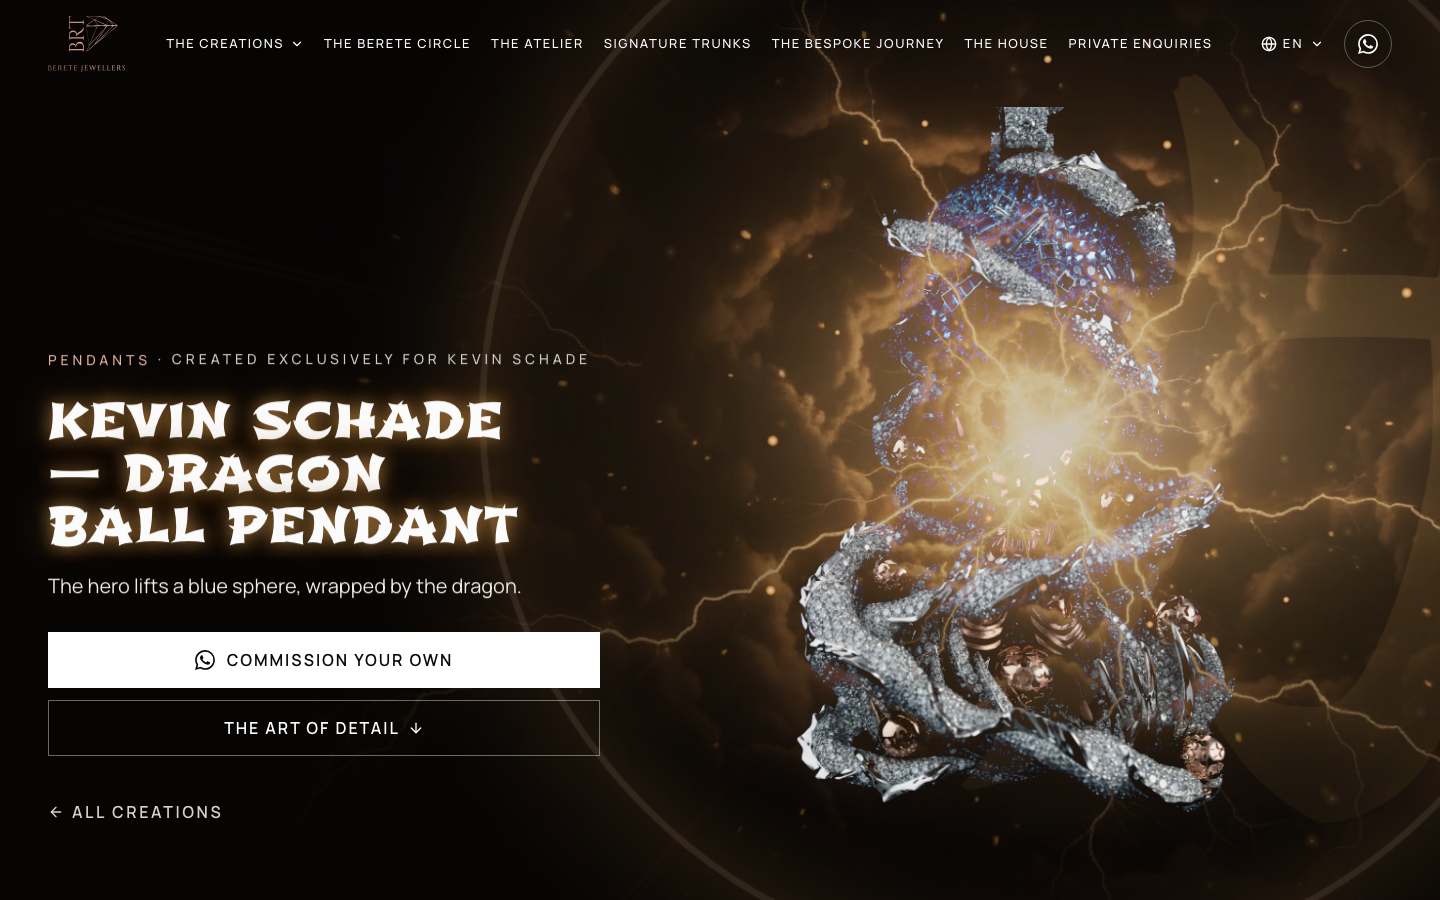 BRT
BERETE JEWELLERS
THE CREATIONS
THE BERETE CIRCLE
THE ATELIER
SIGNATURE TRUNKS
THE BESPOKE JOURNEY
THE HOUSE
PRIVATE ENQUIRIES
EN
PENDANTS · CREATED EXCLUSIVELY FOR KEVIN SCHADE
KEVIN SCHADE
— DRAGON
BALL PENDANT
The hero lifts a blue sphere, wrapped by the dragon.
COMMISSION YOUR OWN
THE ART OF DETAIL ↓
← ALL CREATIONS